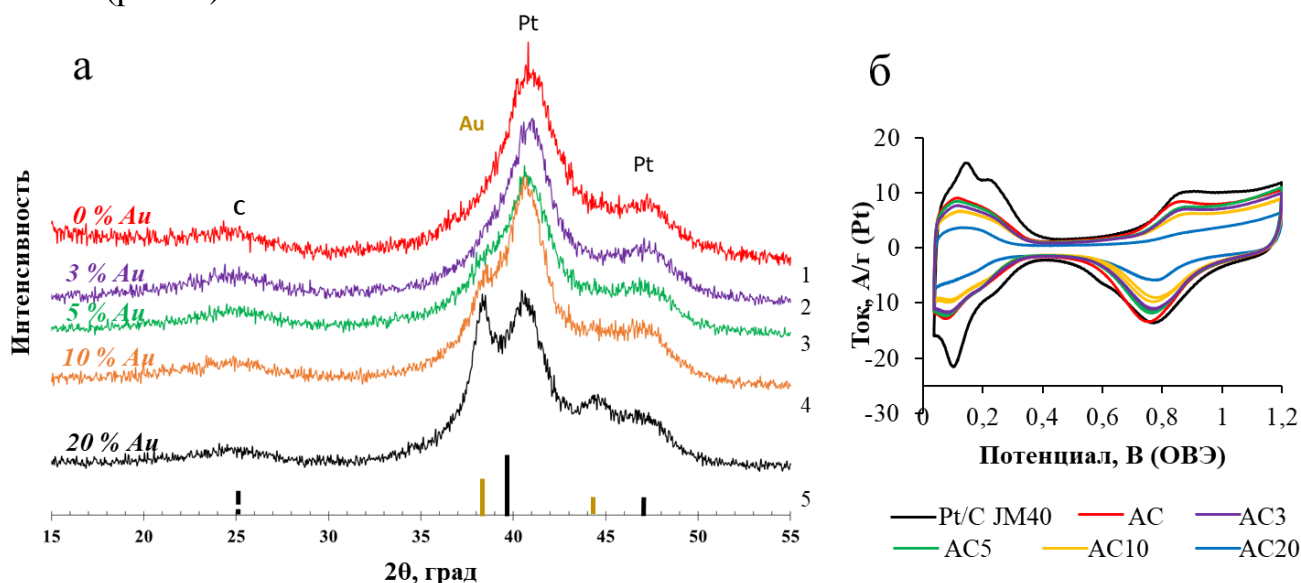 а
Pt
Au
Pt
C
Интенсивность
0 % Au
3 % Au
5 % Au
10 % Au
20 % Au
1
2
3
4
5
15 20 25 30 35 40 45 50 55
2θ, град
б
Ток, А/г (Pt)
20
10
0
-10
-20
-30
0 0,2 0,4 0,6 0,8 1 1,2
Потенциал, В (ОВЭ)
Pt/C JM40 AC AC3
AC5 AC10 AC20